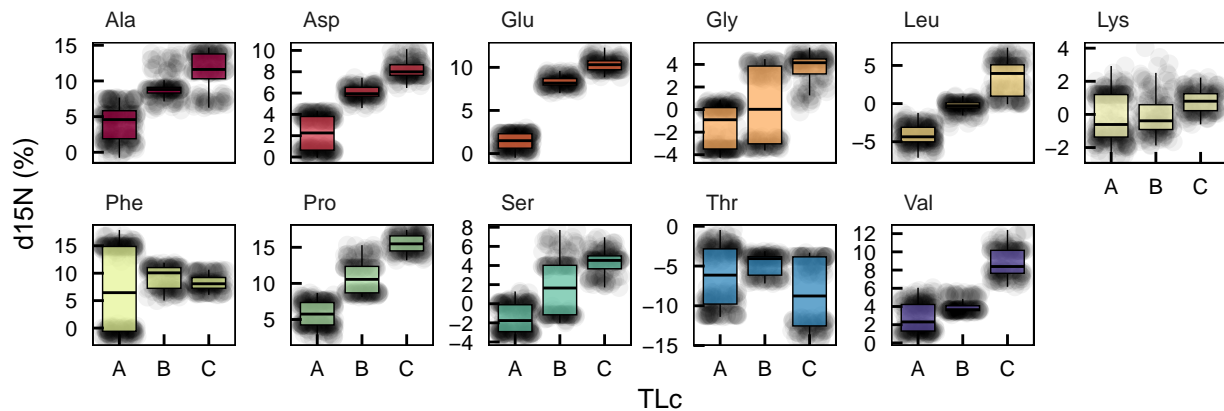 Ala Asp Glu Gly Leu Lys
15 10 5 0
10 8 6 4 2 0
10 5 0
4 2 0 −2 −4
5 0 −5
4 2 0 −2
A B C
d15N (%)
Phe Pro Ser Thr Val
15 10 5 0
15 10 5
8 6 4 2 0 −2 −4
0 −5 −10 −15
12 10 8 6 4 2 0
A B C A B C A B C A B C A B C
TLc